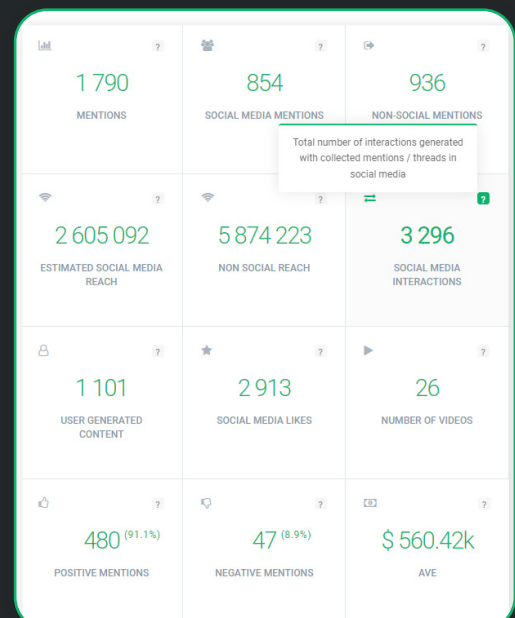 ?
?
?
1 790
854
936
MENTIONS
SOCIAL MEDIA MENTIONS
NON-SOCIAL MENTIONS
Total number of interactions generated
with collected mentions / threads in
social media
?
?
?
2 605 092
5 874 223
3 296
ESTIMATED SOCIAL MEDIA
REACH
NON SOCIAL REACH
SOCIAL MEDIA
INTERACTIONS
?
?
?
1 101
2 913
26
USER GENERATED
CONTENT
SOCIAL MEDIA LIKES
NUMBER OF VIDEOS
?
?
?
480 (91.1%)
47 (8.9%)
$ 560.42k
POSITIVE MENTIONS
NEGATIVE MENTIONS
AVE